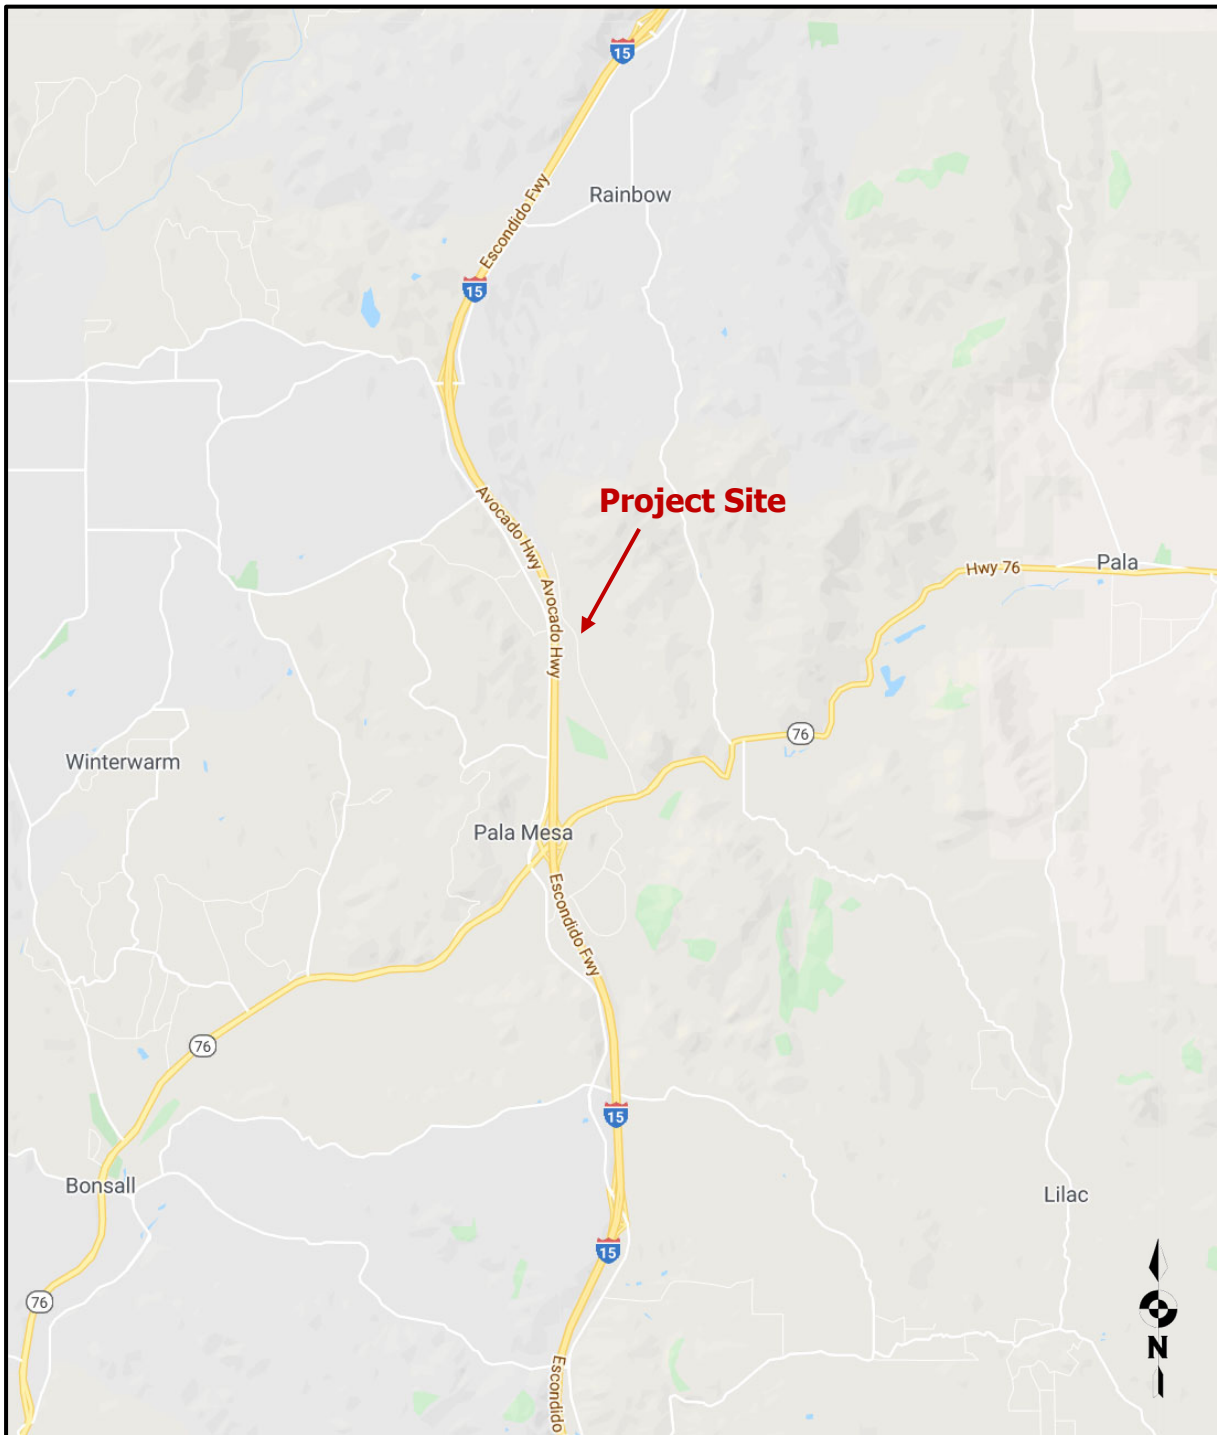 15
Rainbow
Escondido Fwy
15
Project Site
Avocado Hwy
Avocado Hwy
Hwy 76
Pala
76
Winterwarm
Pala Mesa
Escondido Fwy
76
15
Bonsall
Lilac
15
76
N
Escondido